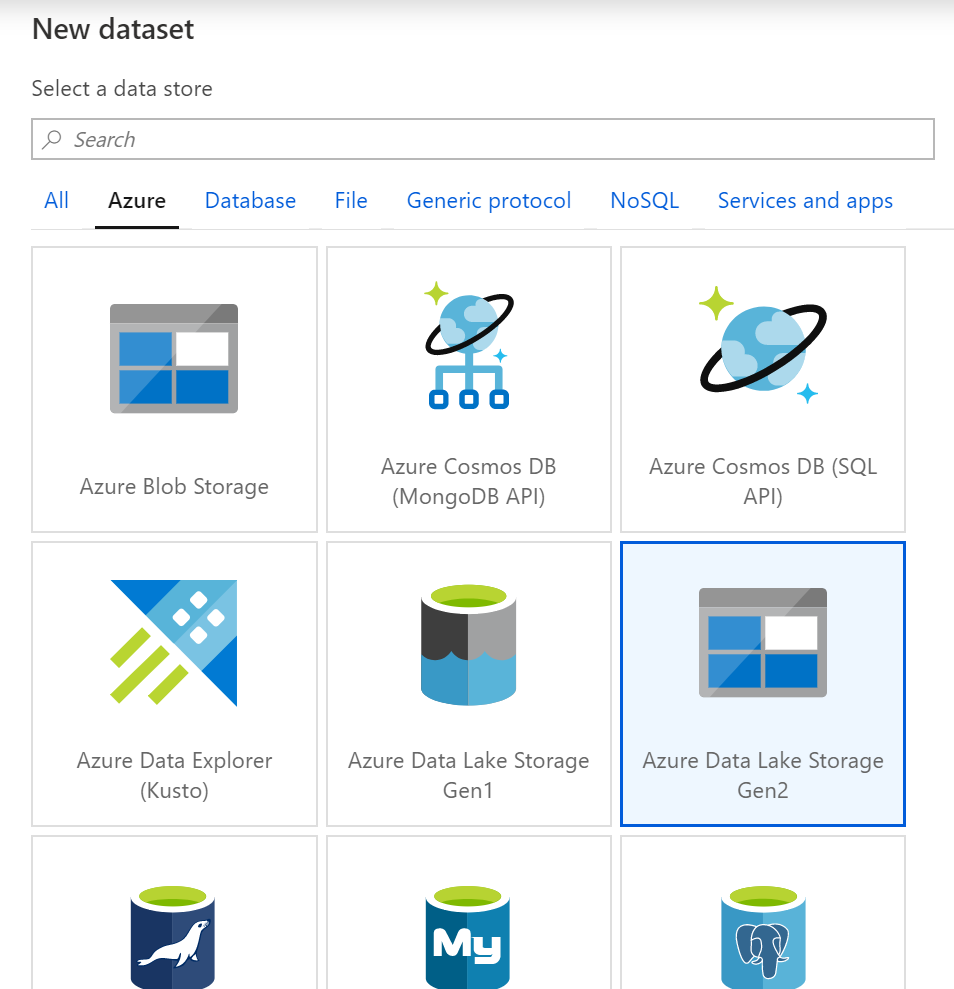 New dataset
Select a data store
Search
All Azure Database File Generic protocol NoSQL Services and apps
Azure Blob Storage
Azure Cosmos DB
(MongoDB API)
Azure Cosmos DB (SQL
API)
Azure Data Explorer
(Kusto)
Azure Data Lake Storage
Gen1
Azure Data Lake Storage
Gen2
My